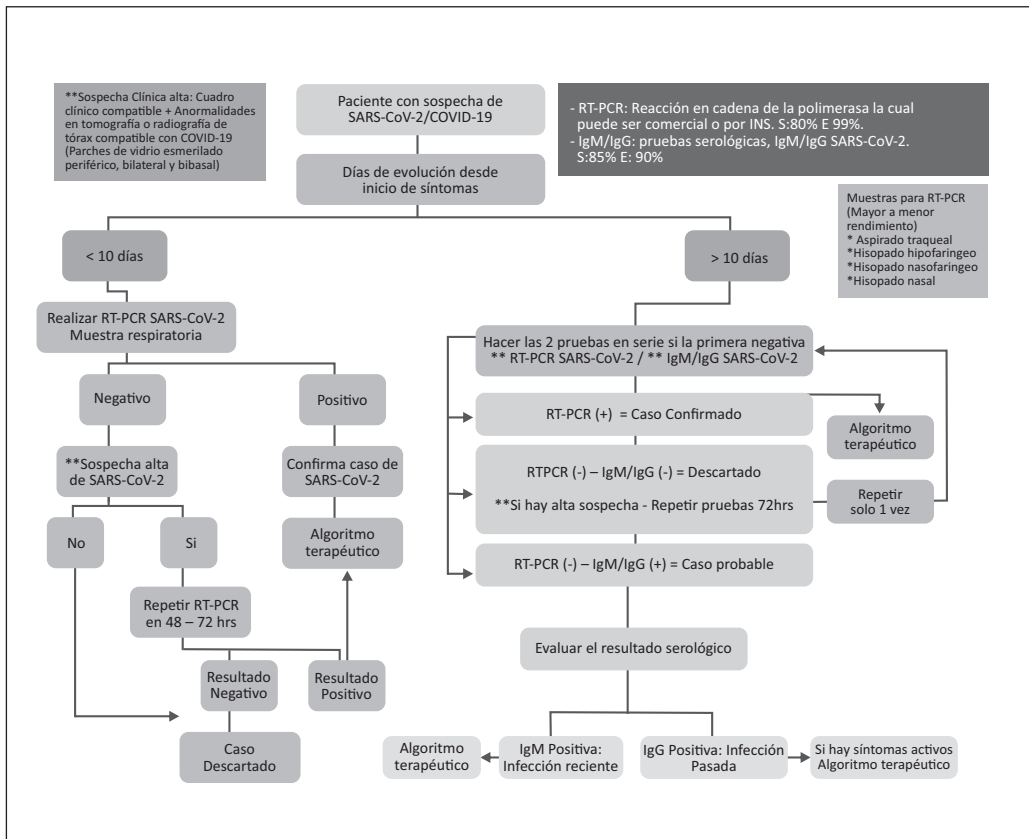 **Sospecha Clínica alta: Cuadro
clínico compatible + Anormalidades
en tomografía o radiografía de
tórax compatible con COVID-19
(Parches de vidrio esmerilado
periférico, bilateral y bibasal)
Paciente con sospecha de
SARS-CoV-2/COVID-19
- RT-PCR: Reacción en cadena de la polimerasa la cual
puede ser comercial o por INS. S:80% E 99%.
- IgM/IgG: pruebas serológicas, IgM/IgG SARS-CoV-2.
S:85% E: 90%
Días de evolución desde
inicio de síntomas
Muestras para RT-PCR
(Mayor a menor
rendimiento)
* Aspirado traqueal
*Hisopado hipofaringeo
*Hisopado nasofaringeo
*Hisopado nasal
< 10 días
> 10 días
Realizar RT-PCR SARS-CoV-2
Muestra respiratoria
Negativo
Positivo
**Sospecha alta
de SARS-CoV-2
Confirma caso de
SARS-CoV-2
No
Si
Algoritmo
terapéutico
Repetir RT-PCR
en 48 – 72 hrs
Resultado
Negativo
Resultado
Positivo
Caso
Descartado
Hacer las 2 pruebas en serie si la primera negativa
** RT-PCR SARS-CoV-2 / ** IgM/IgG SARS-CoV-2
RT-PCR (+) = Caso Confirmado
Algoritmo
terapéutico
RTPCR (-) – IgM/IgG (-) = Descartado
**Si hay alta sospecha - Repetir pruebas 72hrs
Repetir
solo 1 vez
RT-PCR (-) – IgM/IgG (+) = Caso probable
Evaluar el resultado serológico
Algoritmo
terapéutico
IgM Positiva:
Infección reciente
IgG Positiva: Infección
Pasada
Si hay síntomas activos
Algoritmo terapéutico